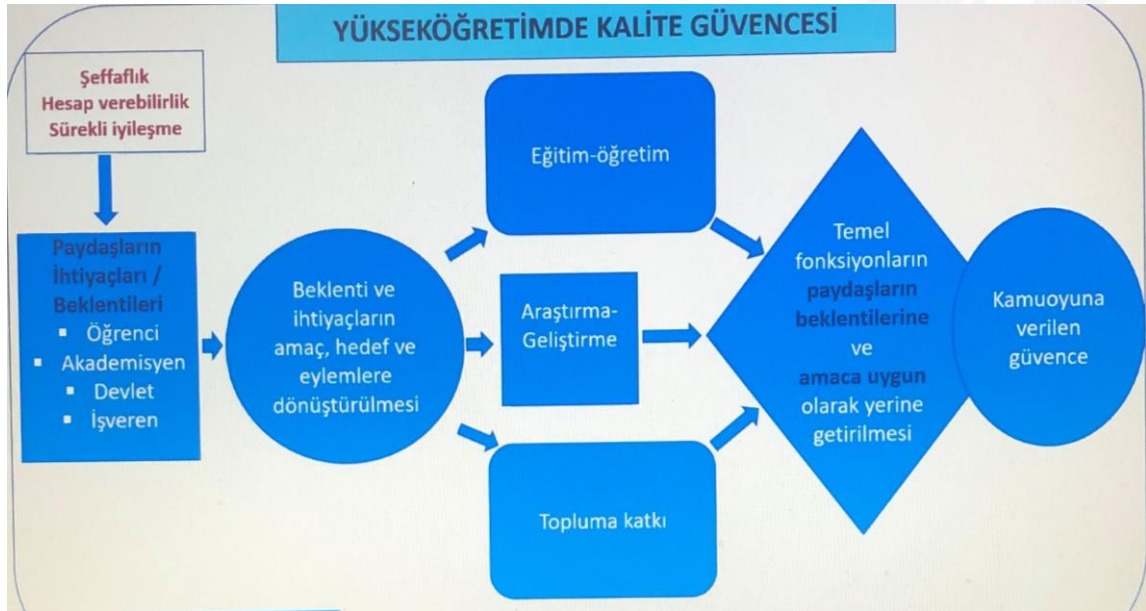 YÜKSEKÖĞRETİMDE KALİTE GÜVENCESİ
Şeffaflık
Hesap verebilirlik
Sürekli iyileşme
Paydaşların
İhtiyaçları /
Beklentileri
▪ Öğrenci
▪ Akademisyen
▪ Devlet
▪ İşveren
Beklenti ve
ihtiyaçların
amaç, hedef ve
eylemlere
dönüştürülmesi
Eğitim-öğretim
Araştırma-
Geliştirme
Topluma katkı
Temel
fonksiyonların
paydaşların
beklentilerine
ve
amaca uygun
olarak yerine
getirilmesi
Kamuoyuna
verilen
güvence